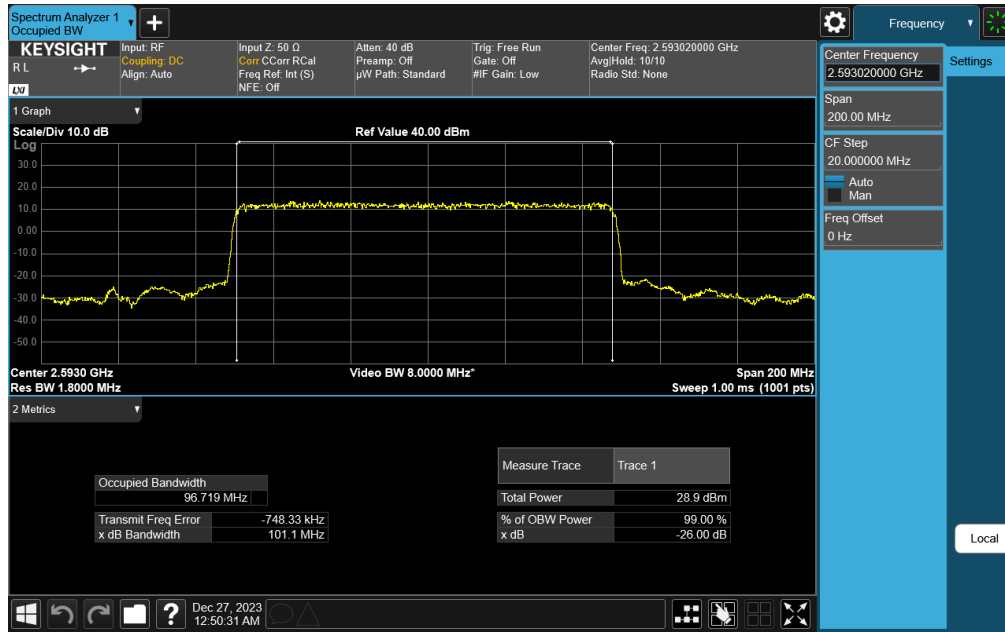 Spectrum Analyzer 1
Occupied BW
Frequency
KEYSIGHT
R L
LXI
Input: RF
Coupling: DC
Align: Auto
Input Z: 50 Ω
Corr CCorr RCal
Freq Ref: Int (S)
NFE: Off
Atten: 40 dB
Preamp: Off
µW Path: Standard
Trig: Free Run
Gate: Off
#IF Gain: Low
Center Freq: 2.593020000 GHz
Avg|Hold: 10/10
Radio Std: None
Center Frequency
2.593020000 GHz
Settings
Span
200.00 MHz
CF Step
20.000000 MHz
Auto
Man
Freq Offset
0 Hz
Local
1 Graph
Scale/Div 10.0 dB
Ref Value 40.00 dBm
Log
30.0
20.0
10.0
0.00
-10.0
-20.0
-30.0
-40.0
-50.0
Center 2.5930 GHz
Video BW 8.0000 MHz*
Span 200 MHz
Res BW 1.8000 MHz
Sweep 1.00 ms (1001 pts)
2 Metrics
Occupied Bandwidth
96.719 MHz
Transmit Freq Error -748.33 kHz
x dB Bandwidth 101.1 MHz
Measure Trace Trace 1
Total Power 28.9 dBm
% of OBW Power 99.00 %
x dB -26.00 dB
?
Dec 27, 2023
12:50:31 AM